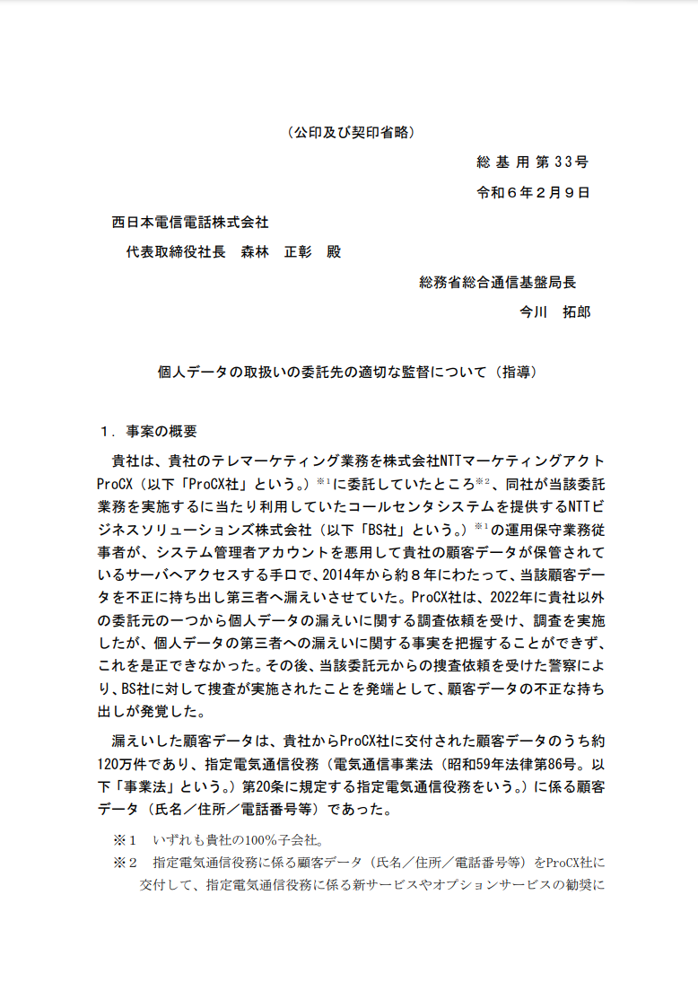 （公印及び契印省略）
総基用第33号
令和６年２月９日
西日本電信電話株式会社
代表取締役社長　森林　正彰　殿
総務省総合通信基盤局長
今川　拓郎
個人データの取扱いの委託先の適切な監督について（指導）
１．事案の概要
貴社は、貴社のテレマーケティング業務を株式会社NTTマーケティングアクト
ProCX（以下「ProCX社」という。）※１に委託していたところ※２、同社が当該委託
業務を実施するに当たり利用していたコールセンタシステムを提供するNTTビ
ジネスソリューションズ株式会社（以下「BS社」という。）※１の運用保守業務従
事者が、システム管理者アカウントを悪用して貴社の顧客データが保管されて
いるサーバへアクセスする手口で、2014年から約８年にわたって、当該顧客デー
タを不正に持ち出し第三者へ漏えいさせていた。ProCX社は、2022年に貴社以外
の委託元の一つから個人データの漏えいに関する調査依頼を受け、調査を実施
したが、個人データの第三者への漏えいに関する事実を把握することができず、
これを是正できなかった。その後、当該委託元からの捜査依頼を受けた警察によ
り、BS社に対して捜査が実施されたことを発端として、顧客データの不正な持ち
出しが発覚した。
漏えいした顧客データは、貴社からProCX社に交付された顧客データのうち約
120万件であり、指定電気通信役務（電気通信事業法（昭和59年法律第86号。以
下「事業法」という。）第20条に規定する指定電気通信役務をいう。）に係る顧客
データ（氏名／住所／電話番号等）であった。
※１　いずれも貴社の100％子会社。
※２　指定電気通信役務に係る顧客データ（氏名／住所／電話番号等）をProCX社に
交付して、指定電気通信役務に係る新サービスやオプションサービスの勧奨に